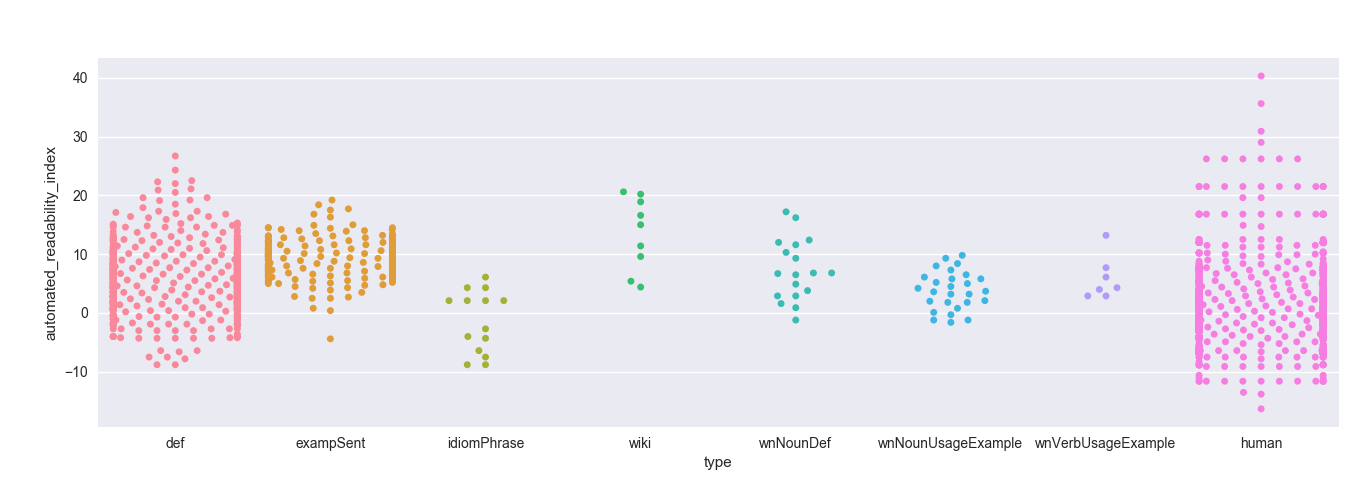 automated_readability_index
40
30
20
10
0
−10
def
exampSent
idiomPhrase
wiki
wnNounDef
wnNounUsageExample
wnVerbUsageExample
human
type